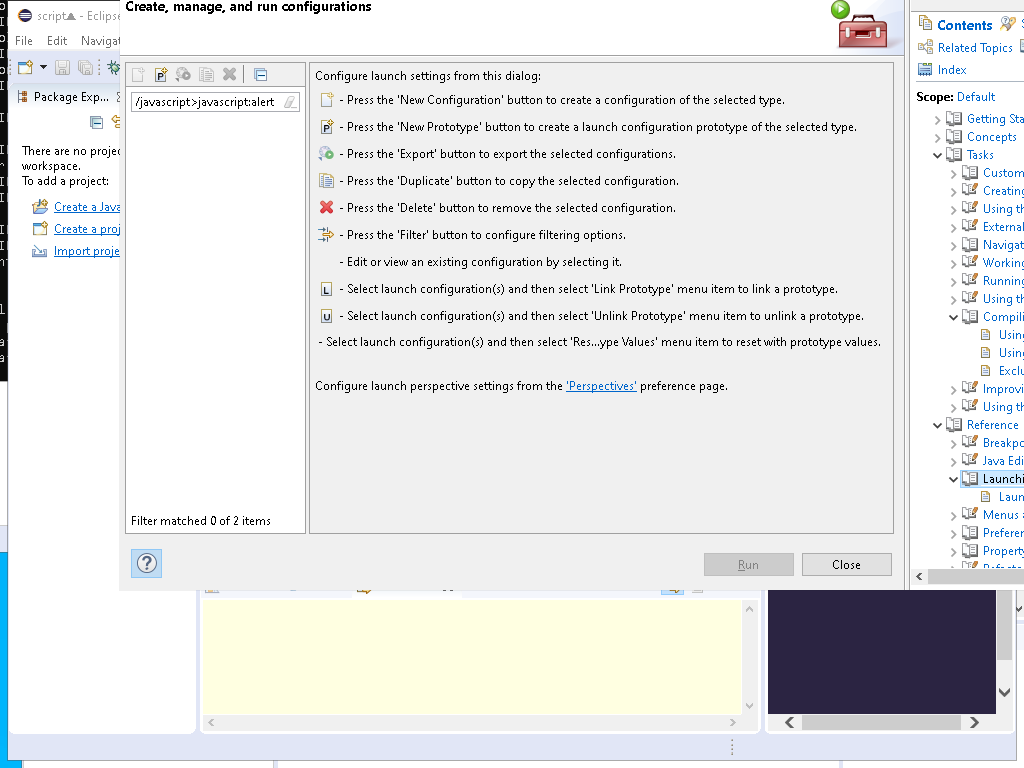 Create, manage, and run configurations
script - Eclips
File Edit Navigat
Package Exp...
There are no projec
workspace.
To add a project:
Create a Java
Create a proj
Import proje
/javascript>javascript:alert
Filter matched 0 of 2 items
Configure launch settings from this dialog:
- Press the 'New Configuration' button to create a configuration of the selected type.
P - Press the 'New Prototype' button to create a launch configuration prototype of the selected type.
- Press the 'Export' button to export the selected configurations.
- Press the 'Duplicate' button to copy the selected configuration.
- Press the 'Delete' button to remove the selected configuration.
- Press the 'Filter' button to configure filtering options.
- Edit or view an existing configuration by selecting it.
L - Select launch configuration(s) and then select 'Link Prototype' menu item to link a prototype.
U - Select launch configuration(s) and then select 'Unlink Prototype' menu item to unlink a prototype.
- Select launch configuration(s) and then select 'Res...ype Values' menu item to reset with prototype values.
Configure launch perspective settings from the 'Perspectives' preference page.
?
Run
Close
Contents
Related Topics
Index
Scope: Default
Getting Sta
Concepts
Tasks
Custom
Creating
Using th
External
Navigat
Working
Running
Using th
Compili
Using
Using
Exclu
Improvi
Using th
Reference
Breakpo
Java Edi
Launchi
Laun
Menus
Preferen
Property